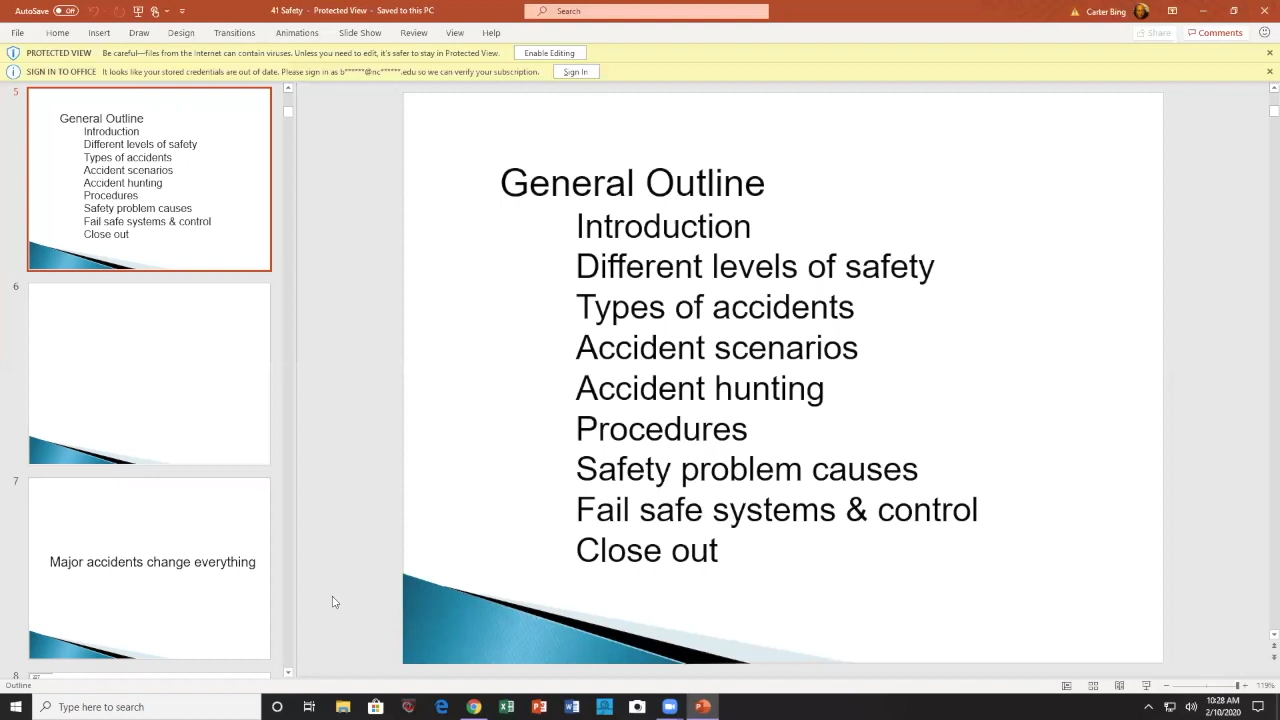 AutoSave Off 41 Safety - Protected View - Saved to this PC Search Carter Bing
File Home Insert Draw Design Transitions Animations Slide Show Review View Help Share Comments
PROTECTED VIEW Be careful—files from the Internet can contain viruses. Unless you need to edit, it's safer to stay in Protected View. Enable Editing
SIGN IN TO OFFICE It looks like your stored credentials are out of date. Please sign in as b******@nc******.edu so we can verify your subscription. Sign In
5
General Outline
Introduction
Different levels of safety
Types of accidents
Accident scenarios
Accident hunting
Procedures
Safety problem causes
Fail safe systems & control
Close out
6
7
Major accidents change everything
8
General Outline
Introduction
Different levels of safety
Types of accidents
Accident scenarios
Accident hunting
Procedures
Safety problem causes
Fail safe systems & control
Close out
Outline
119%
Type here to search
10:28 AM
2/10/2020